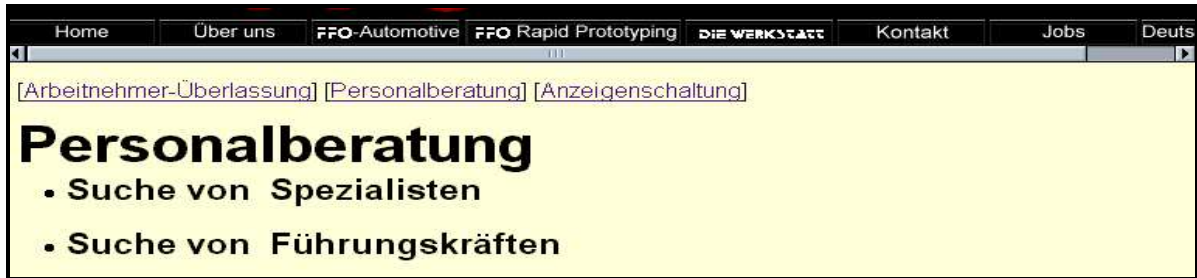 Home Über uns FFO-Automotive FFO Rapid Prototyping DiE WERKSTATT Kontakt Jobs Deuts
[Arbeitnehmer-Überlassung] [Personalberatung] [Anzeigenschaltung]
Personalberatung
• Suche von Spezialisten
• Suche von Führungskräften